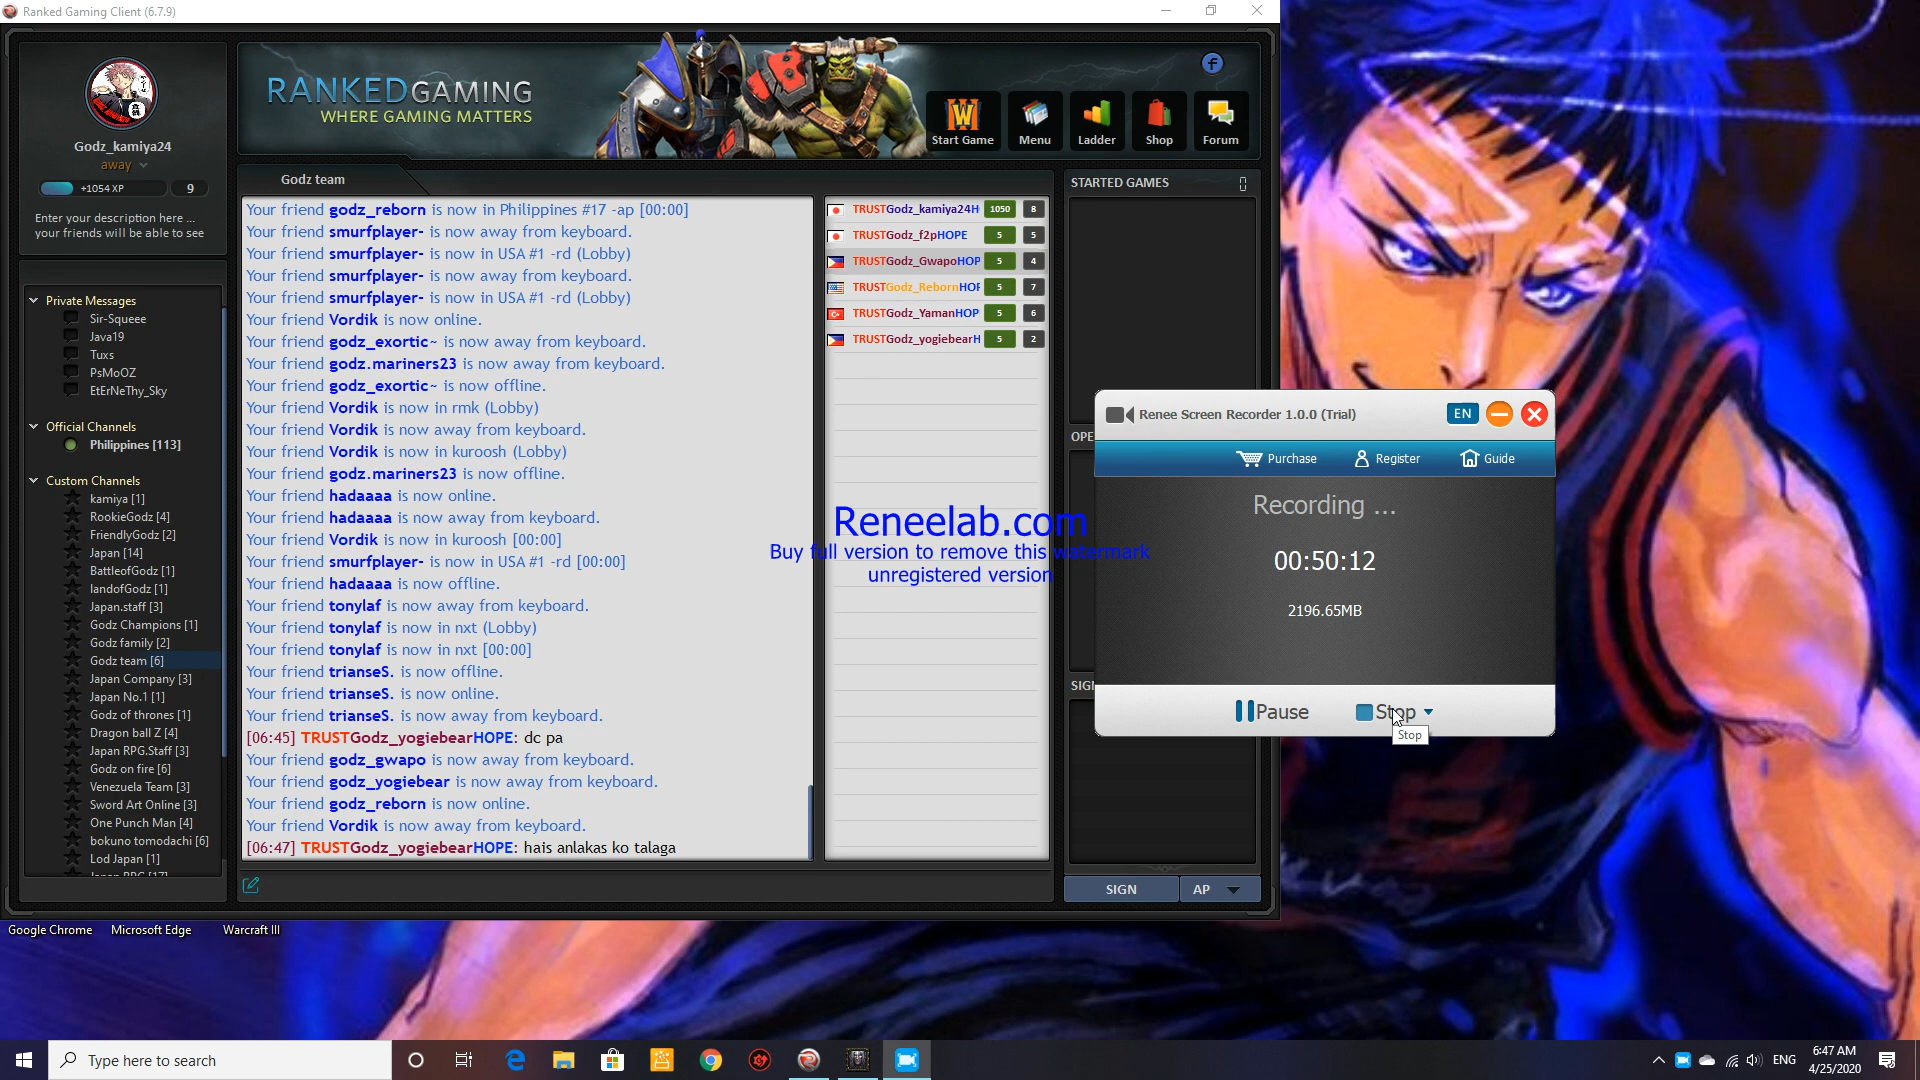 Ranked Gaming Client (6.7.9)
RANKEDGAMING
WHERE GAMING MATTERS
Start Game
Menu
Ladder
Shop
Forum
Godz_kamiya24
away
+1054 XP
9
Enter your description here ...
your friends will be able to see
Private Messages
Sir-Squeee
Java19
Tuxs
PsMoOZ
EtErNeThy_Sky
Official Channels
Philippines [113]
Custom Channels
kamiya [1]
RookieGodz [4]
FriendlyGodz [2]
Japan [14]
BattleofGodz [1]
landofGodz [1]
Japan.staff [3]
Godz Champions [1]
Godz family [2]
Godz team [6]
Japan Company [3]
Japan No.1 [1]
Godz of thrones [1]
Dragon ball Z [4]
Japan RPG.Staff [3]
Godz on fire [6]
Venezuela Team [3]
Sword Art Online [3]
One Punch Man [4]
bokuno tomodachi [6]
Lod Japan [1]
Japan RPG [17]
Godz team
Your friend godz_reborn is now in Philippines #17 -ap [00:00]
Your friend smurfplayer- is now away from keyboard.
Your friend smurfplayer- is now in USA #1 -rd (Lobby)
Your friend smurfplayer- is now away from keyboard.
Your friend smurfplayer- is now in USA #1 -rd (Lobby)
Your friend Vordik is now online.
Your friend godz_exortic~ is now away from keyboard.
Your friend godz.mariners23 is now away from keyboard.
Your friend godz_exortic~ is now offline.
Your friend Vordik is now in rmk (Lobby)
Your friend Vordik is now away from keyboard.
Your friend Vordik is now in kuroosh (Lobby)
Your friend godz.mariners23 is now offline.
Your friend hadaaaa is now online.
Your friend hadaaaa is now away from keyboard.
Your friend Vordik is now in kuroosh [00:00]
Your friend smurfplayer- is now in USA #1 -rd [00:00]
Your friend hadaaaa is now offline.
Your friend tonylaf is now away from keyboard.
Your friend tonylaf is now in nxt (Lobby)
Your friend tonylaf is now in nxt [00:00]
Your friend trianseS. is now offline.
Your friend trianseS. is now online.
Your friend trianseS. is now away from keyboard.
[06:45] TRUSTGodz_yogiebearHOPE: dc pa
Your friend godz_gwapo is now away from keyboard.
Your friend godz_yogiebear is now away from keyboard.
Your friend godz_reborn is now online.
Your friend Vordik is now away from keyboard.
[06:47] TRUSTGodz_yogiebearHOPE: hais anlakas ko talaga
TRUSTGodz_kamiya24H 1050 8
TRUSTGodz_f2pHOPE 5 5
TRUSTGodz_GwapoHOP 5 4
TRUSTGodz_RebornHOP 5 7
TRUSTGodz_YamanHOP 5 6
TRUSTGodz_yogiebearH 5 2
STARTED GAMES
OPE
SIGN
SIGN
AP
Renee Screen Recorder 1.0.0 (Trial)
EN
Purchase
Register
Guide
Recording ...
00:50:12
2196.65MB
Pause
Stop
Stop
Reneelab.com
Buy full version to remove this watermark
unregistered version
Google Chrome
Microsoft Edge
Warcraft III
Type here to search
ENG
6:47 AM
4/25/2020